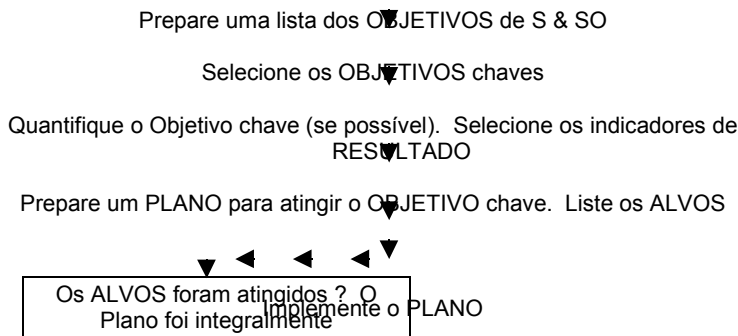 Prepare uma lista dos OBJETIVOS de S & SO
Selecione os OBJETIVOS chaves
Quantifique o Objetivo chave (se possível). Selecione os indicadores de
RESULTADO
Prepare um PLANO para atingir o OBJETIVO chave. Liste os ALVOS
Os ALVOS foram atingidos ? O
Implemente o PLANO
Plano foi integralmente